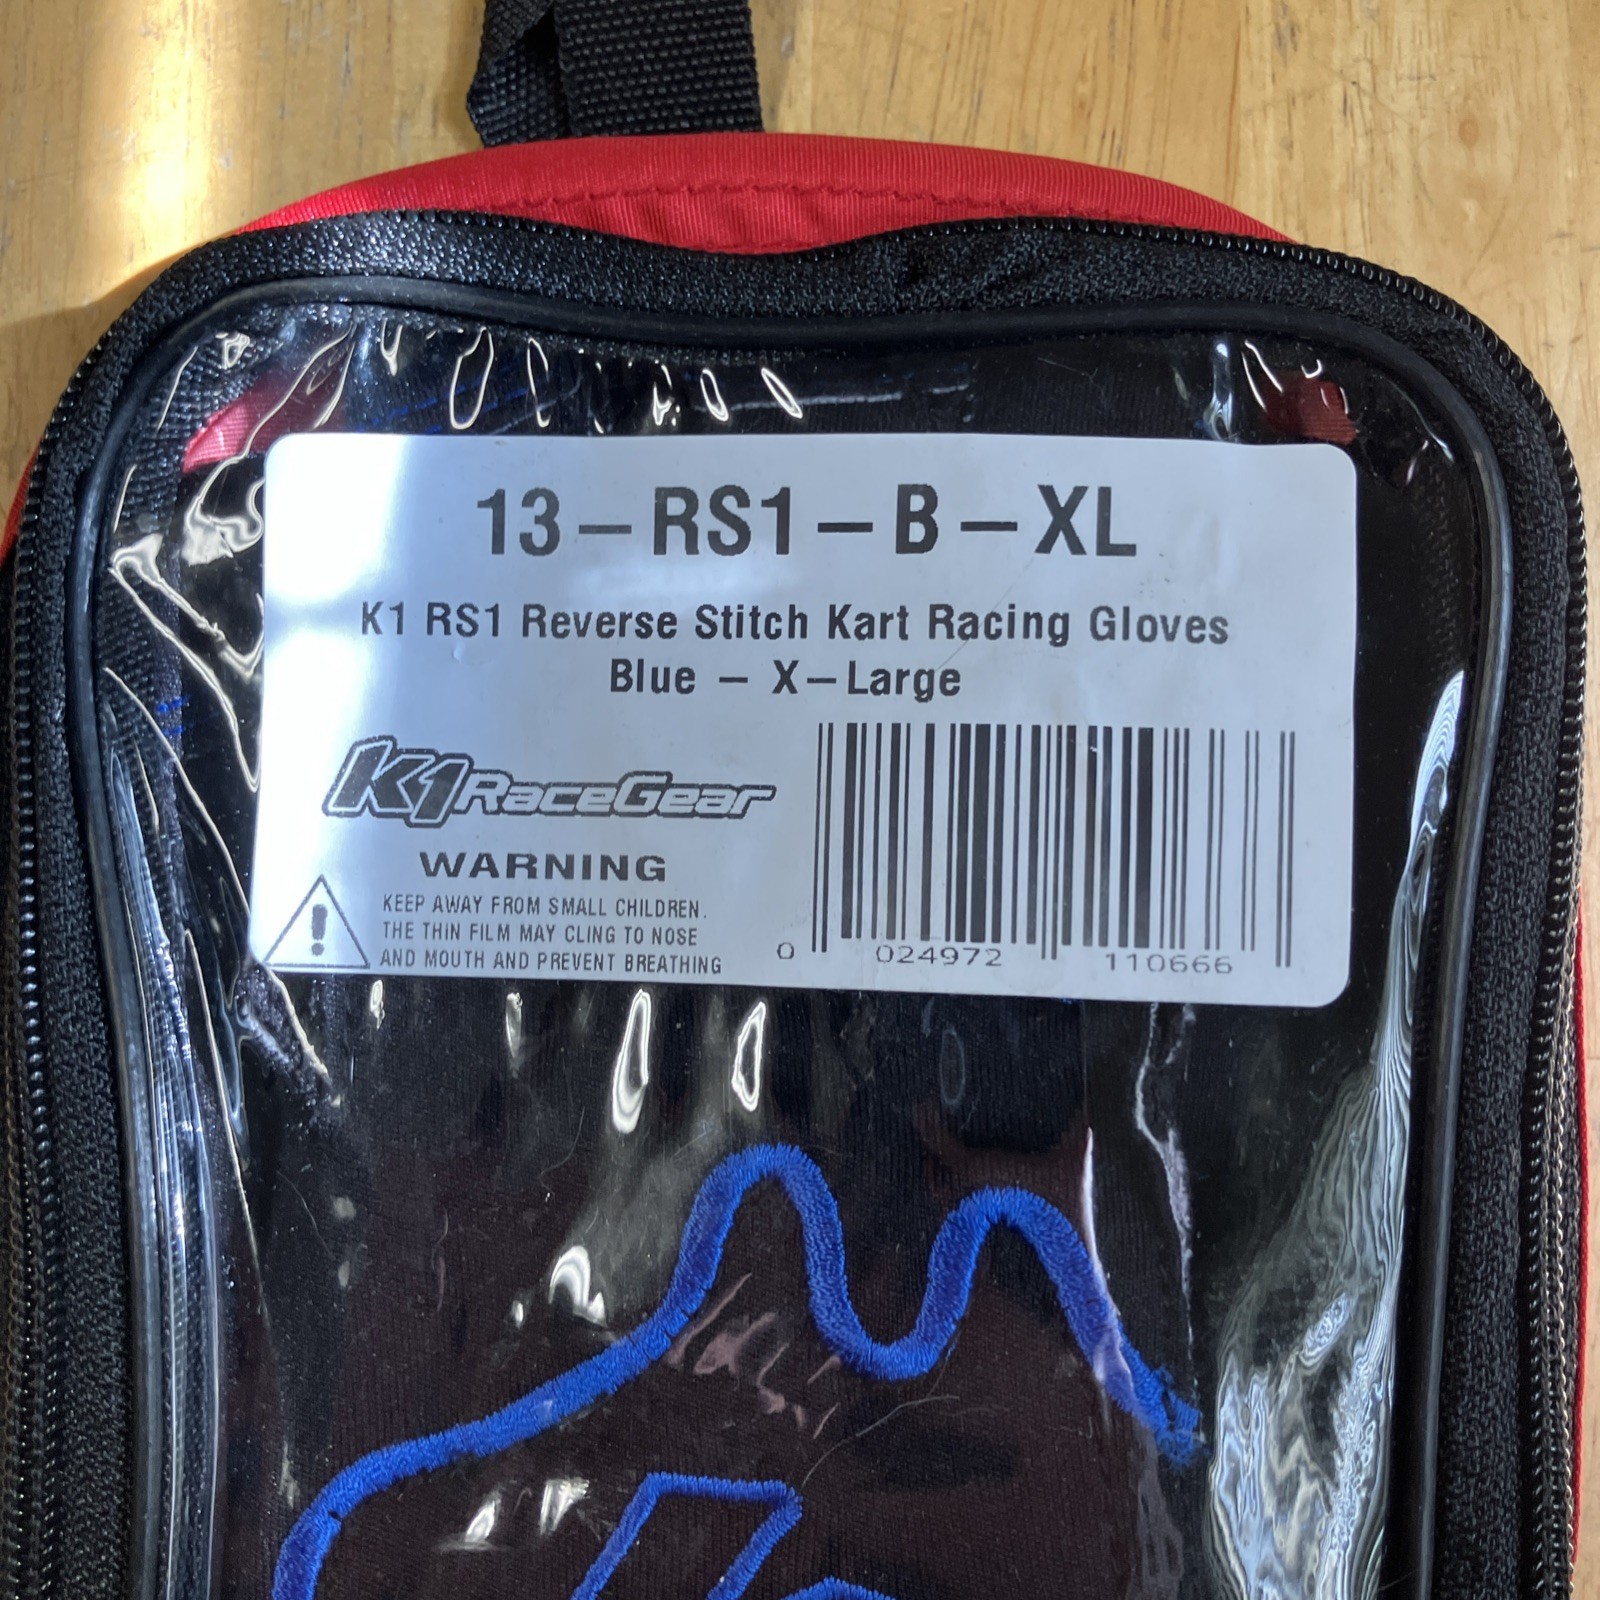 13-RS1-B-XL
K1 RS1 Reverse Stitch Kart Racing Gloves
Blue - X-Large
K1 RaceGear
WARNING
KEEP AWAY FROM SMALL CHILDREN.
THE THIN FILM MAY CLING TO NOSE
AND MOUTH AND PREVENT BREATHING
0 024972 110666